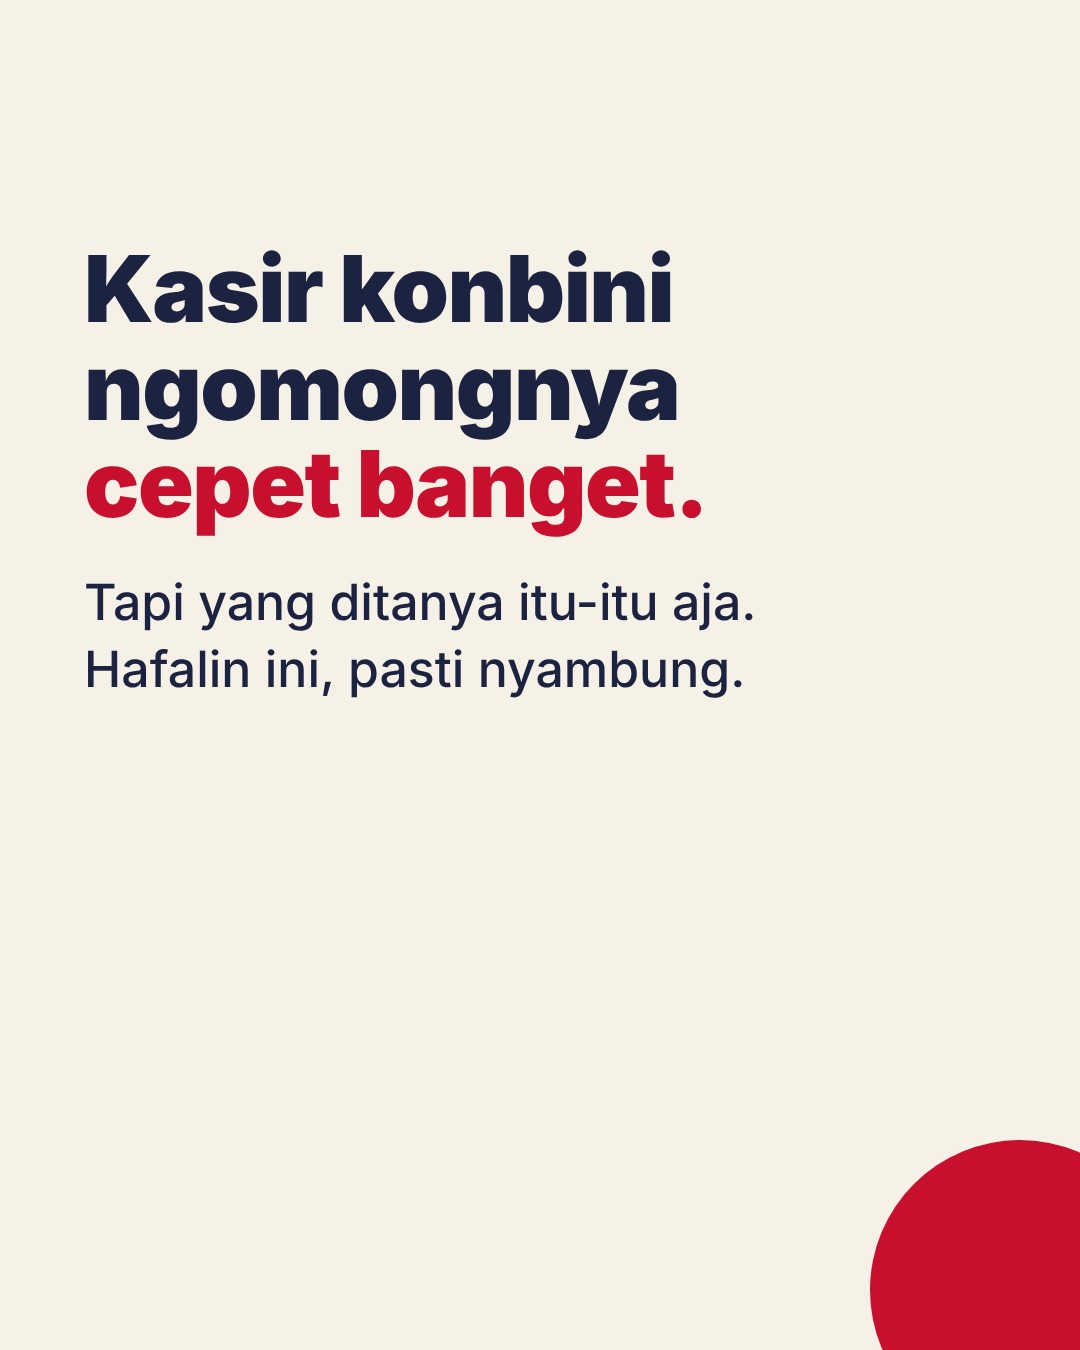 Kasir konbini
ngomongnya
cepet banget.
Tapi yang ditanya itu-itu aja.
Hafalin ini, pasti nyambung.